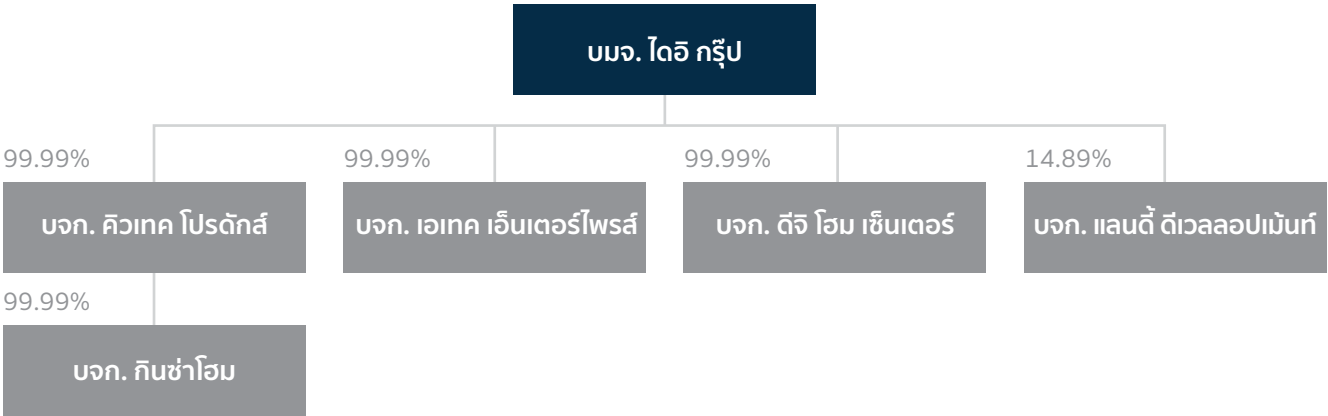 บมจ. ไดอิ กรุ๊ป
99.99%
99.99%
99.99%
14.89%
บจก. คิวเทค โปรดักส์
บจก. เอเทค เอ็นเตอร์ไพรส์
บจก. ดีจิ โฮม เซ็นเตอร์
บจก. แลนดี้ ดีเวลลอปเม้นท์
99.99%
บจก. กินซ่าโฮม